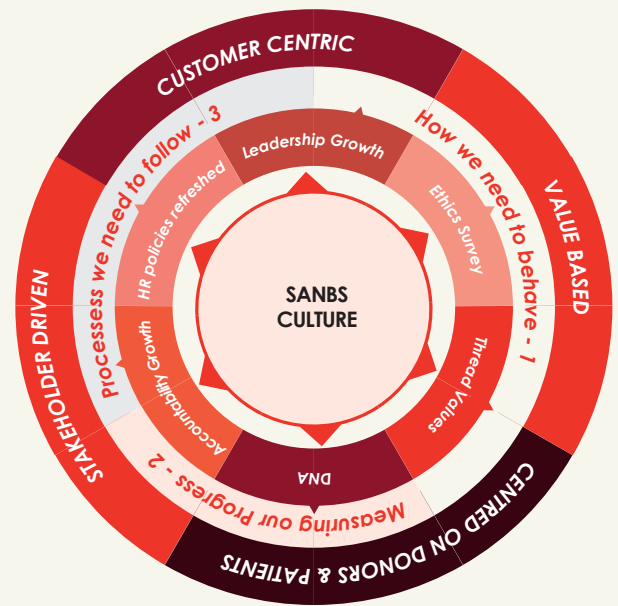 CUSTOMER CENTRIC
VALUE BASED
CENTRED ON DONORS & PATIENTS
STAKEHOLDER DRIVEN
How we need to behave - 1
Measuring our Progress - 2
Processess we need to follow - 3
Leadership Growth
Ethics Survey
Thread Values
DNA
Accountability Growth
HR policies refreshed
SANBS
CULTURE